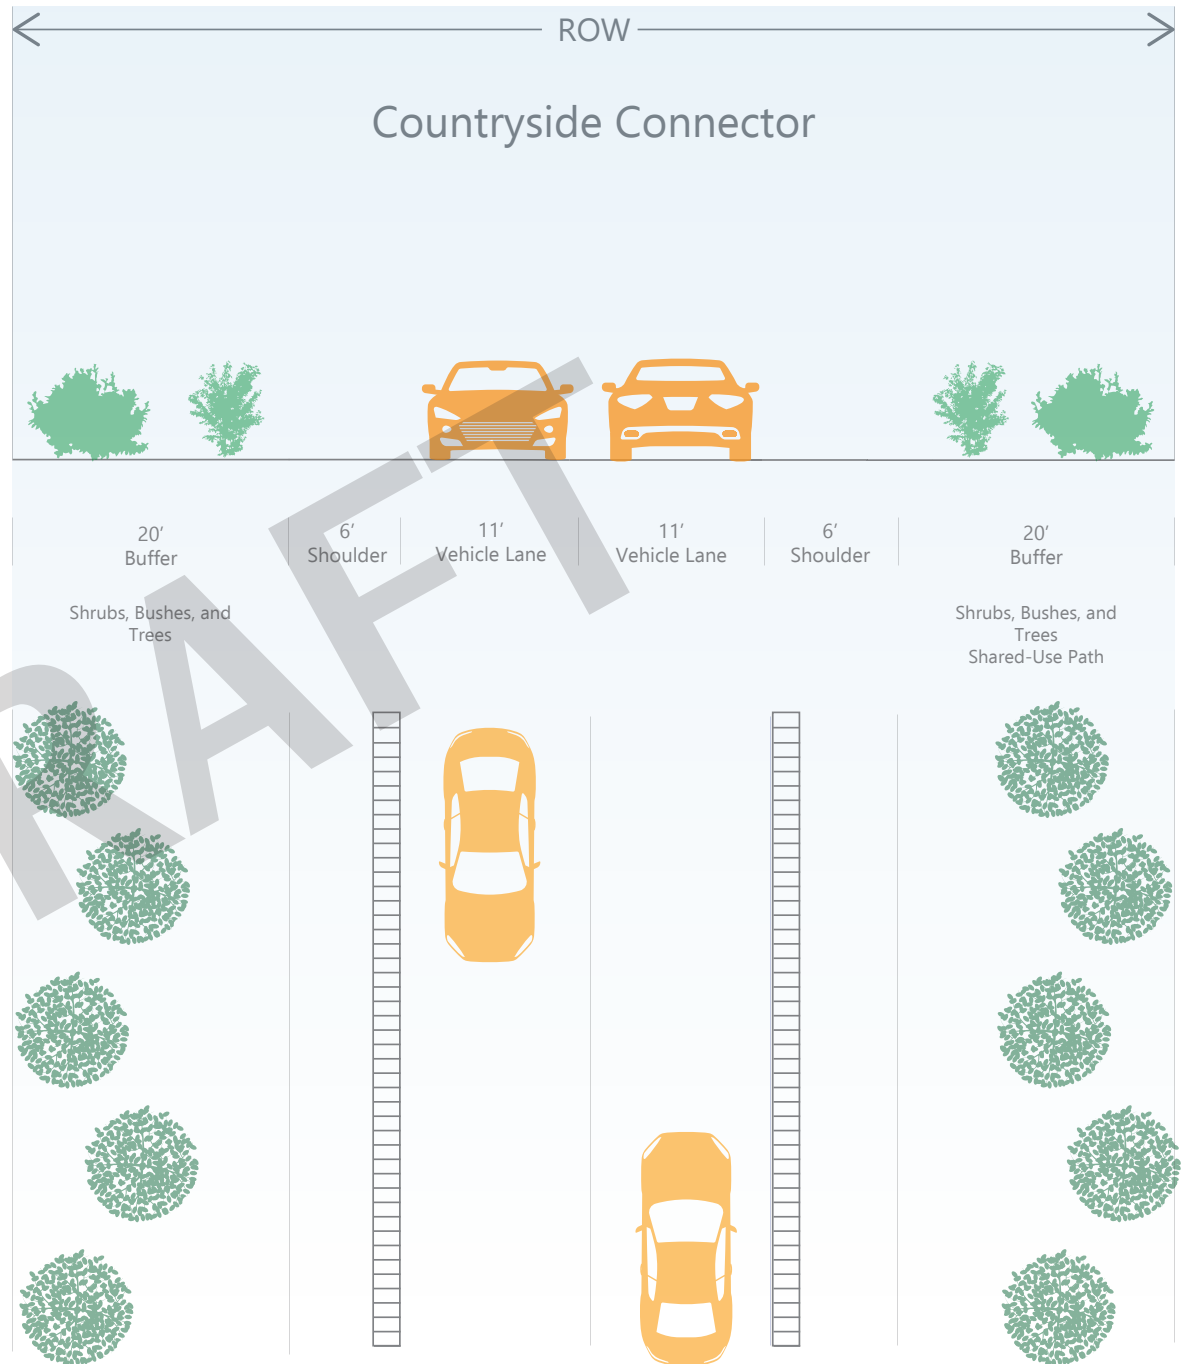 ROW
Countryside Connector
20’
Buffer
6’
Shoulder
11’
Vehicle Lane
11’
Vehicle Lane
6’
Shoulder
20’
Buffer
Shrubs, Bushes, and
Trees
Shrubs, Bushes, and
Trees
Shared-Use Path
RAFT